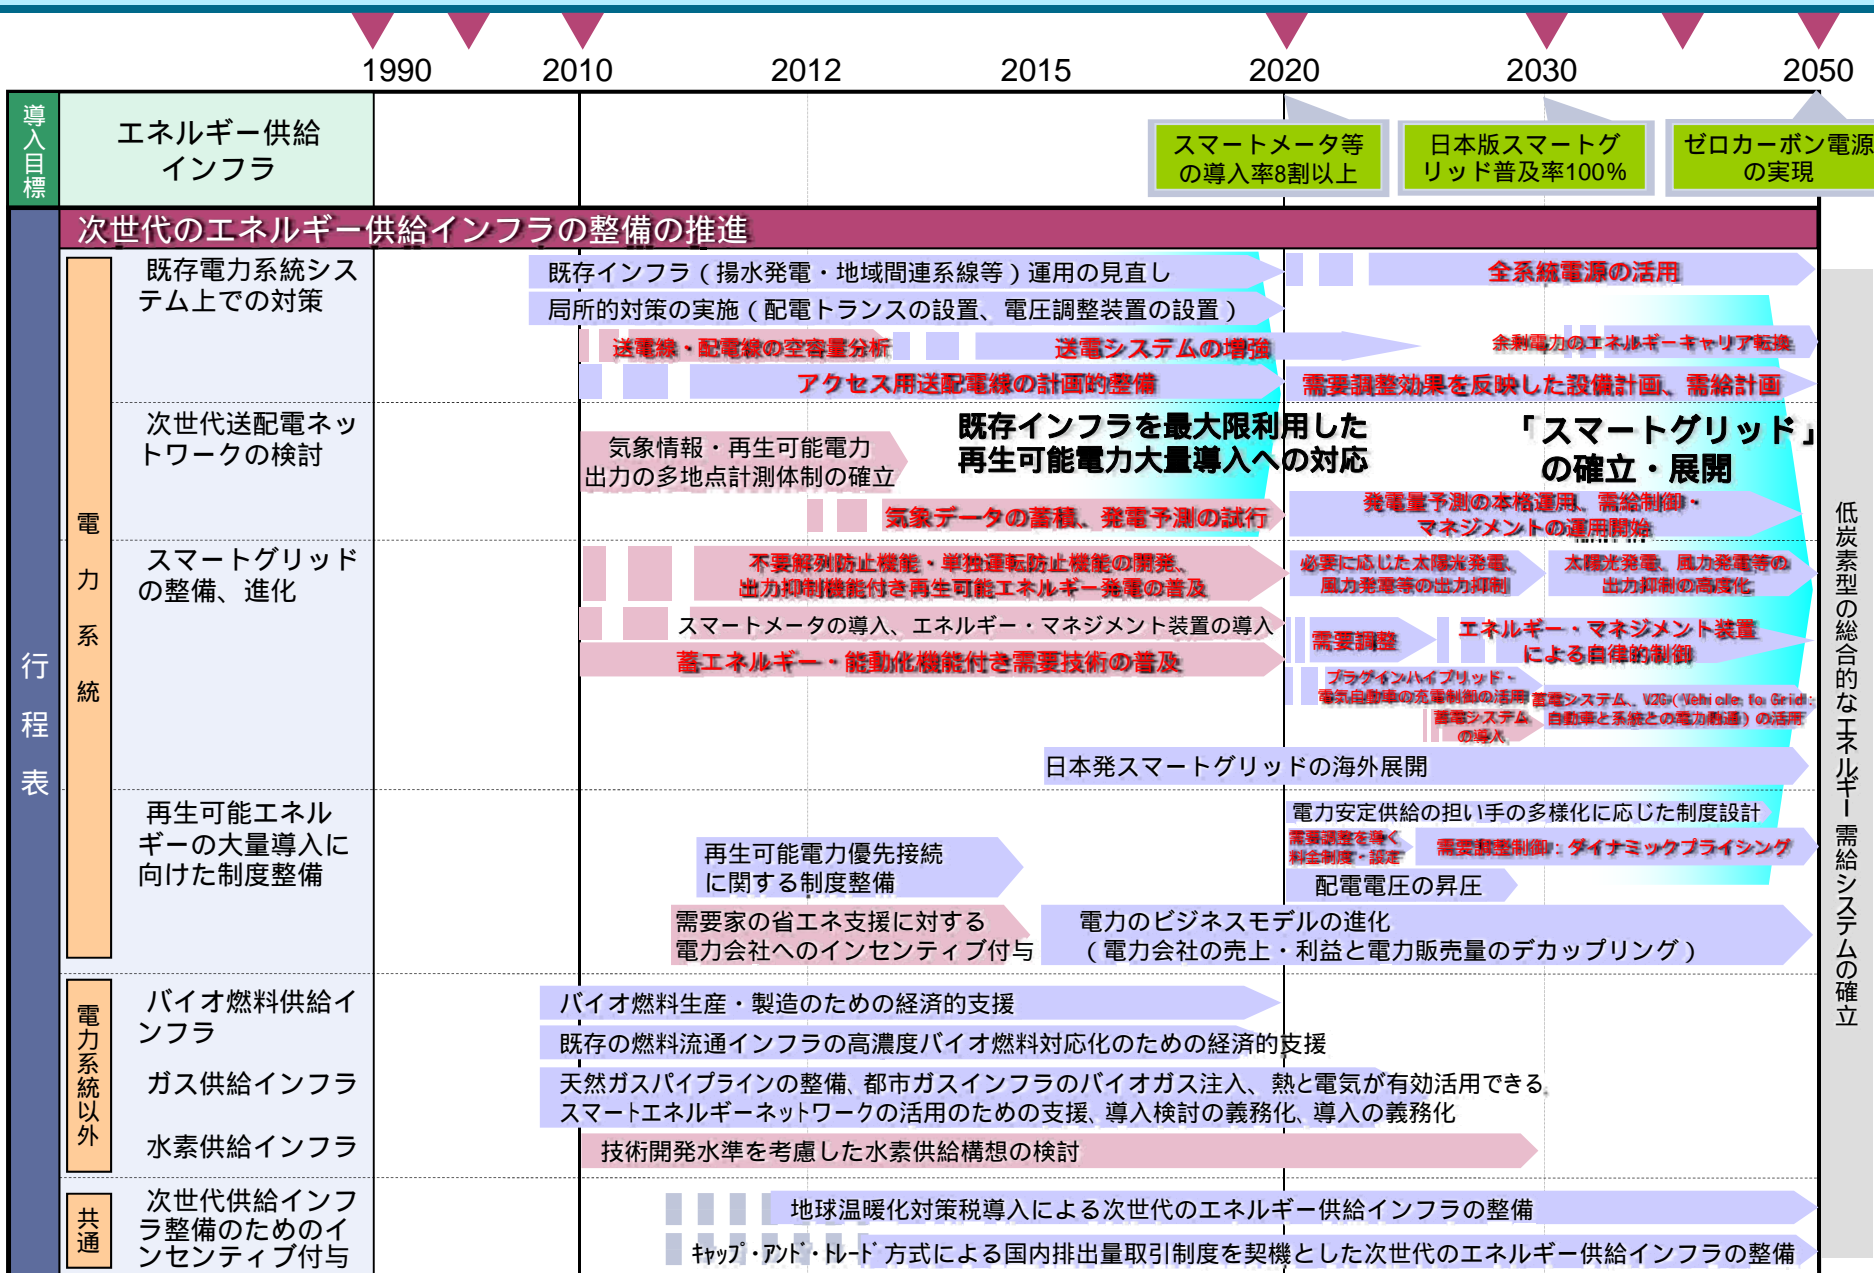 1990 2010 2012 2015 2020 2030 2050
導入目標
エネルギー供給
インフラ
スマートメータ等
の導入率8割以上
日本版スマートグ
リッド普及率100%
ゼロカーボン電源
の実現
行程表
次世代のエネルギー供給インフラの整備の推進
電力系統
既存電力系統シス
テム上での対策
既存インフラ（揚水発電・地域間連系線等）運用の見直し
全系統電源の活用
局所的対策の実施（配電トランスの設置、電圧調整装置の設置）
送電線・配電線の空容量分析
送電システムの増強
余剰電力のエネルギーキャリア転換
アクセス用送配電線の計画的整備
需要調整効果を反映した設備計画、需給計画
次世代送配電ネッ
トワークの検討
気象情報・再生可能電力
出力の多地点計測体制の確立
既存インフラを最大限利用した
再生可能電力大量導入への対応
「スマートグリッド」
の確立・展開
気象データの蓄積、発電予測の試行
発電量予測の本格運用、需給制御・
マネジメントの運用開始
スマートグリッド
の整備、進化
不要解列防止機能・単独運転防止機能の開発、
出力抑制機能付き再生可能エネルギー発電の普及
必要に応じた太陽光発電、
風力発電等の出力抑制
太陽光発電、風力発電等の
出力抑制の高度化
スマートメータの導入、エネルギー・マネジメント装置の導入
需要調整
エネルギー・マネジメント装置
による自律的制御
蓄エネルギー・能動化機能付き需要技術の普及
プラグインハイブリッド・
電気自動車の充電制御の活用
蓄電システム
の導入
蓄電システム、V2G(Vehicle to Grid:
自動車と系統との電力融通）の活用
日本発スマートグリッドの海外展開
再生可能エネル
ギーの大量導入に
向けた制度整備
電力安定供給の担い手の多様化に応じた制度設計
再生可能電力優先接続
に関する制度整備
需要調整を導く
料金制度・設定
需要調整制御：ダイナミックプライシング
配電電圧の昇圧
需要家の省エネ支援に対する
電力会社へのインセンティブ付与
電力のビジネスモデルの進化
（電力会社の売上・利益と電力販売量のデカップリング）
電力系統以外
バイオ燃料供給イ
ンフラ
バイオ燃料生産・製造のための経済的支援
既存の燃料流通インフラの高濃度バイオ燃料対応化のための経済的支援
ガス供給インフラ
天然ガスパイプラインの整備、都市ガスインフラのバイオガス注入、熱と電気が有効活用できる
スマートエネルギーネットワークの活用のための支援、導入検討の義務化、導入の義務化
水素供給インフラ
技術開発水準を考慮した水素供給構想の検討
共通
次世代供給インフ
ラ整備のためのイ
ンセンティブ付与
地球温暖化対策税導入による次世代のエネルギー供給インフラの整備
ｷｬｯﾌﾟ･ｱﾝﾄﾞ･ﾄﾚｰﾄﾞ方式による国内排出量取引制度を契機とした次世代のエネルギー供給インフラの整備
低炭素型の総合的なエネルギー需給システムの確立